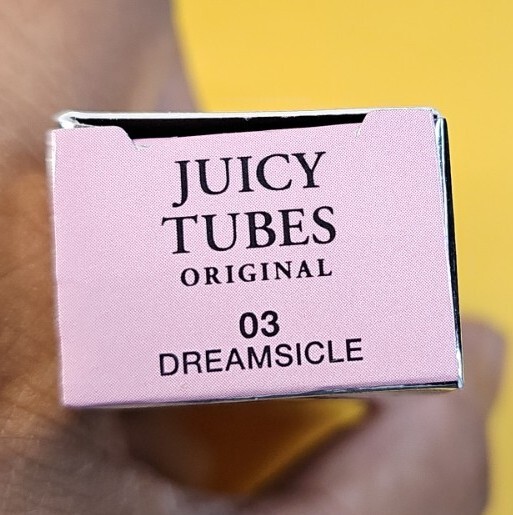 JUICY
TUBES
ORIGINAL
03
DREAMSICLE